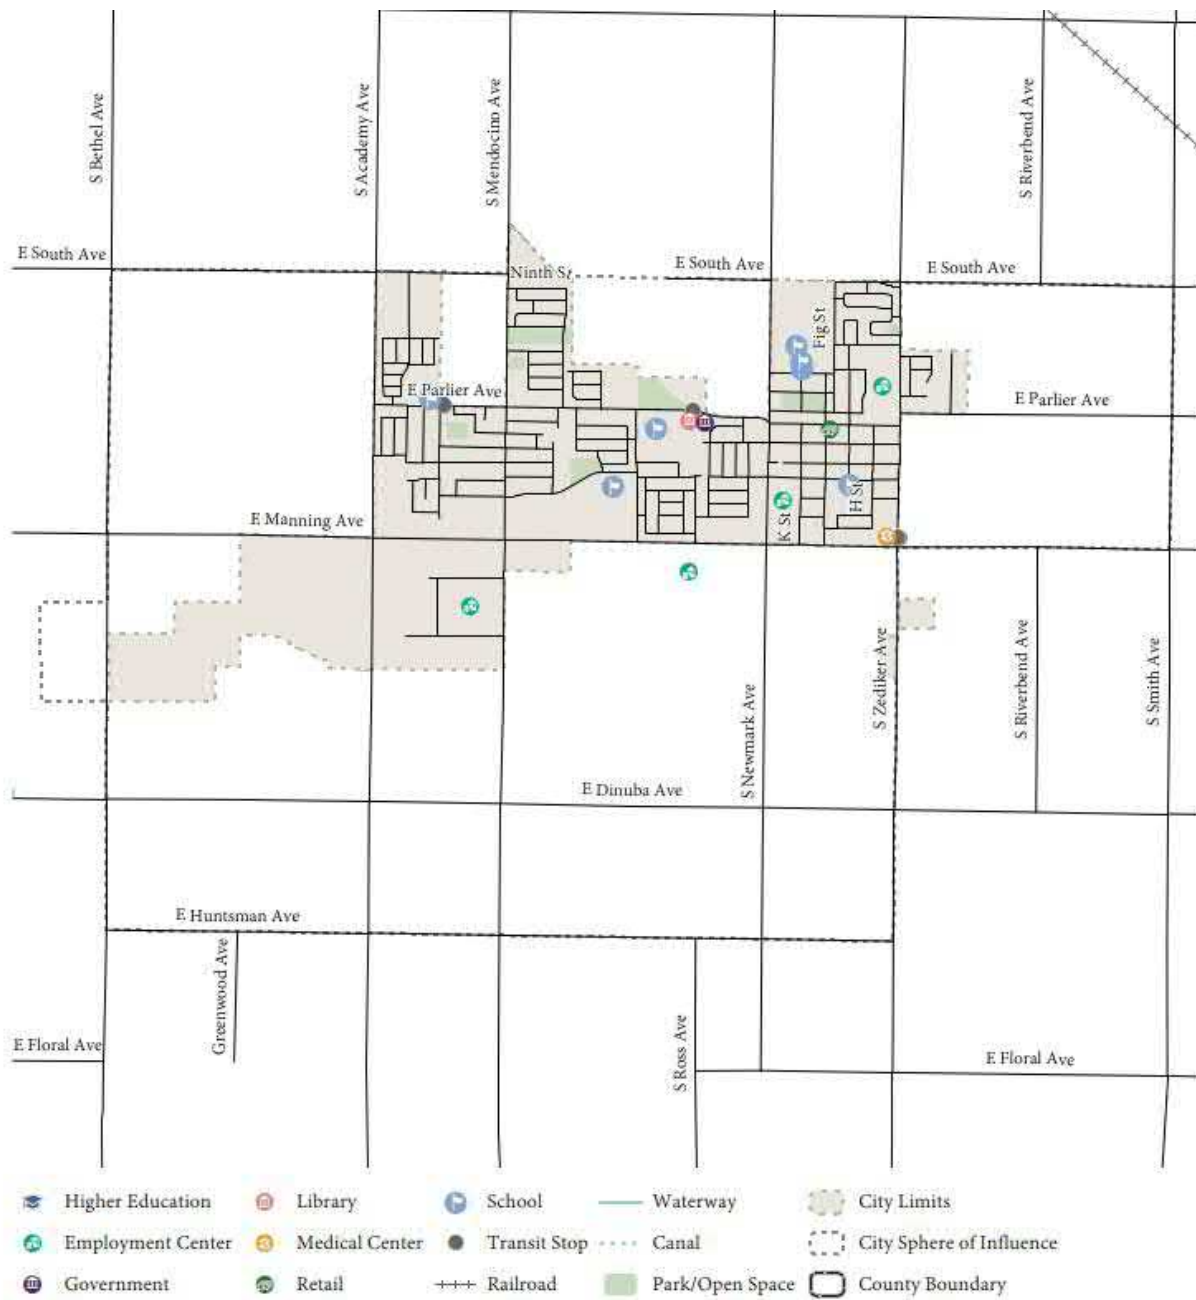 S Bethel Ave
S Academy Ave
S Mendocino Ave
S Riverbend Ave
E South Ave
Ninth St
E South Ave
E South Ave
Fig St
E Parlier Ave
E Parlier Ave
E Manning Ave
K St
H St
S Newmark Ave
S Zediker Ave
S Riverbend Ave
S Smith Ave
E Dinuba Ave
E Huntsman Ave
Greenwood Ave
E Floral Ave
S Ross Ave
E Floral Ave
Higher Education
Library
School
Waterway
City Limits
Employment Center
Medical Center
Transit Stop
Canal
City Sphere of Influence
Government
Retail
Railroad
Park/Open Space
County Boundary